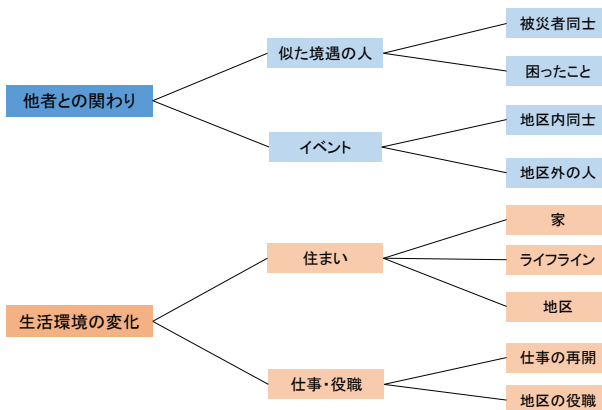 他者との関わり
似た境遇の人
被災者同士
困ったこと
イベント
地区内同士
地区外の人
生活環境の変化
住まい
家
ライフライン
地区
仕事・役職
仕事の再開
地区の役職